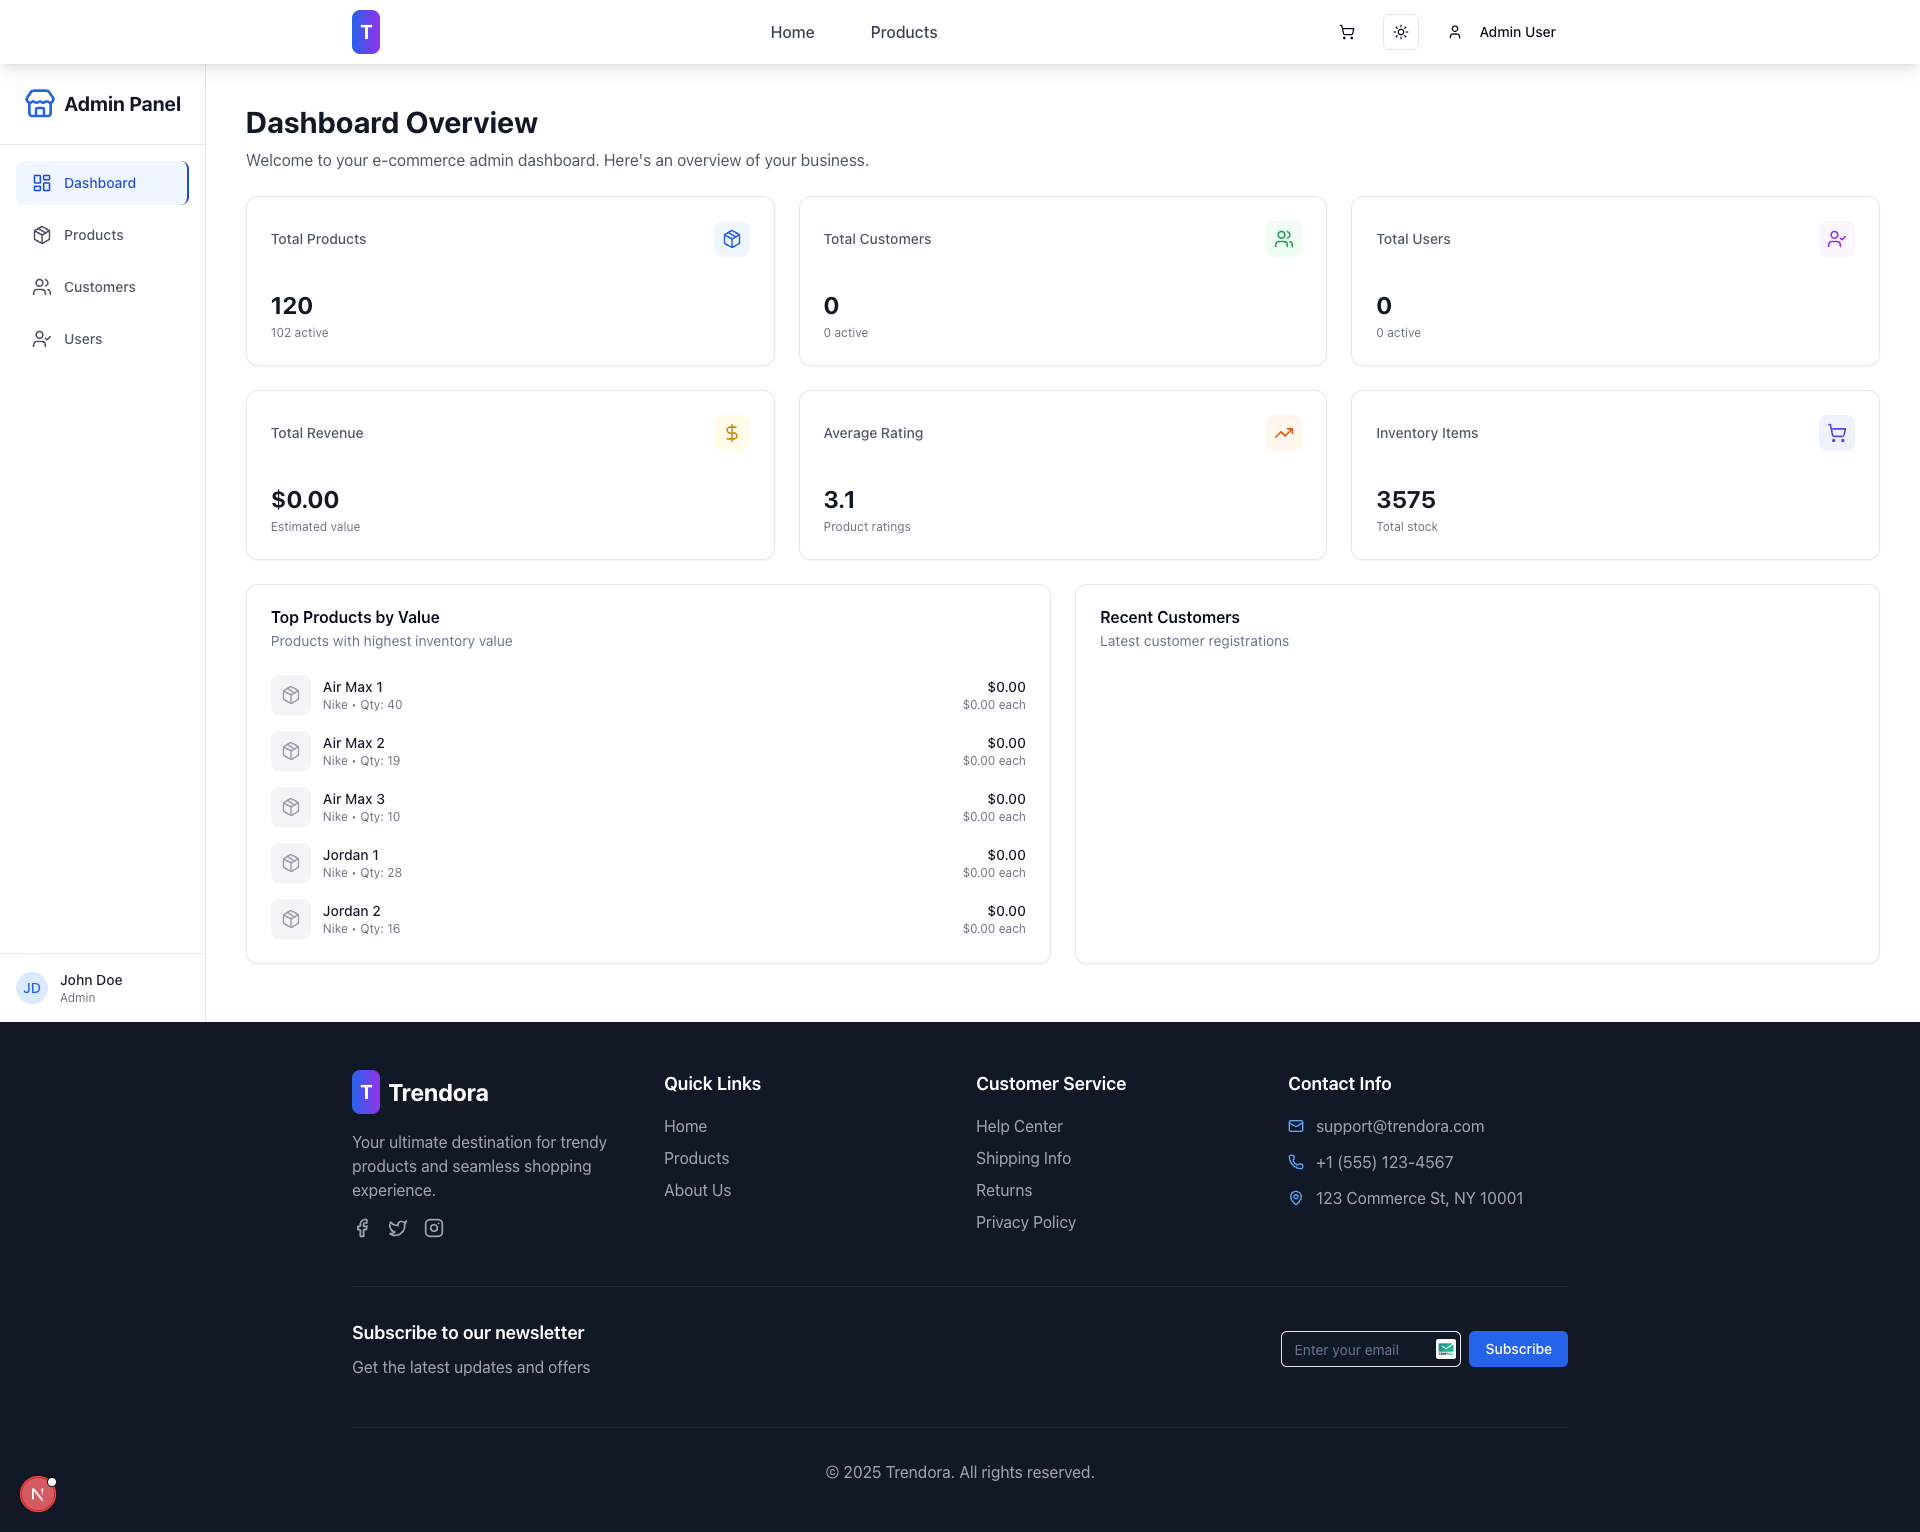 T
Home
Products
Admin User
Admin Panel
Dashboard
Products
Customers
Users
John Doe
JD
Admin
Dashboard Overview
Welcome to your e-commerce admin dashboard. Here's an overview of your business.
Total Products
120
102 active
Total Customers
0
0 active
Total Users
0
0 active
Total Revenue
$0.00
Estimated value
Average Rating
3.1
Product ratings
Inventory Items
3575
Total stock
Top Products by Value
Products with highest inventory value
Air Max 1
$0.00
Nike • Qty: 40
$0.00 each
Air Max 2
$0.00
Nike • Qty: 19
$0.00 each
Air Max 3
$0.00
Nike • Qty: 10
$0.00 each
Jordan 1
$0.00
Nike • Qty: 28
$0.00 each
Jordan 2
$0.00
Nike • Qty: 16
$0.00 each
Recent Customers
Latest customer registrations
T Trendora
Your ultimate destination for trendy
products and seamless shopping
experience.
Quick Links
Home
Products
About Us
Customer Service
Help Center
Shipping Info
Returns
Privacy Policy
Contact Info
support@trendora.com
+1 (555) 123-4567
123 Commerce St, NY 10001
Subscribe to our newsletter
Get the latest updates and offers
Enter your email
Subscribe
© 2025 Trendora. All rights reserved.
N